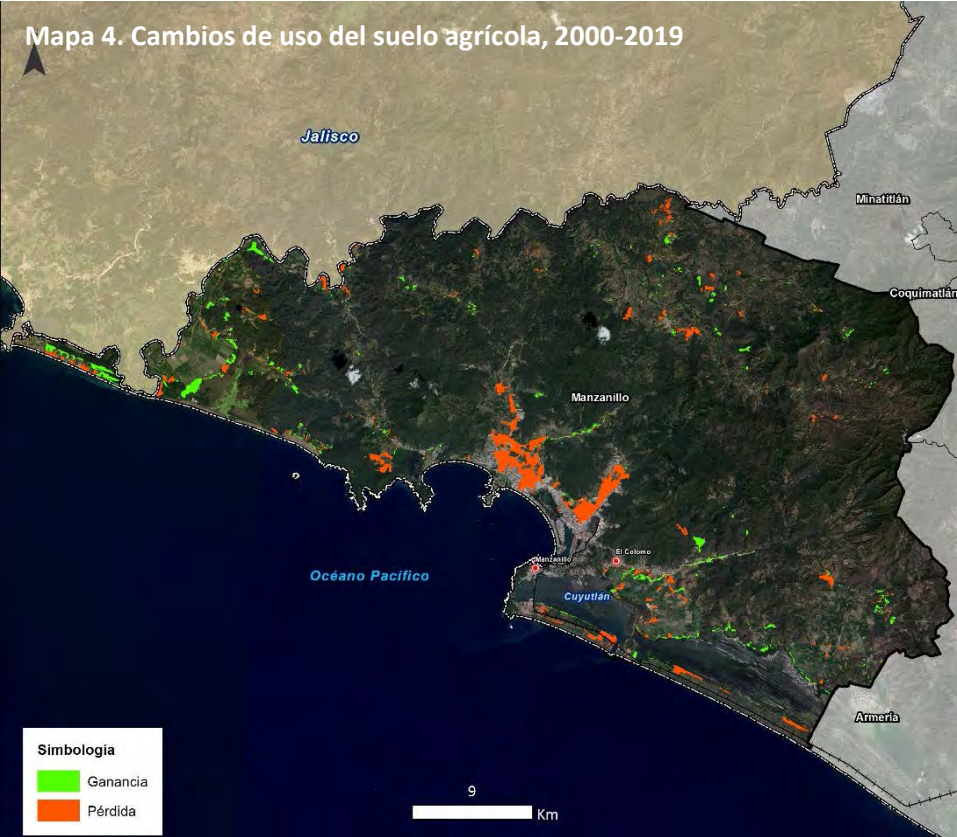 Mapa 4. Cambios de uso del suelo agrícola, 2000-2019
Jalisco
Minatitlán
Coquimatlán
Manzanillo
Manzanillo
El Colomo
Océano Pacífico
Cuyutlán
Armería
Simbología
Ganancia
Pérdida
9
Km